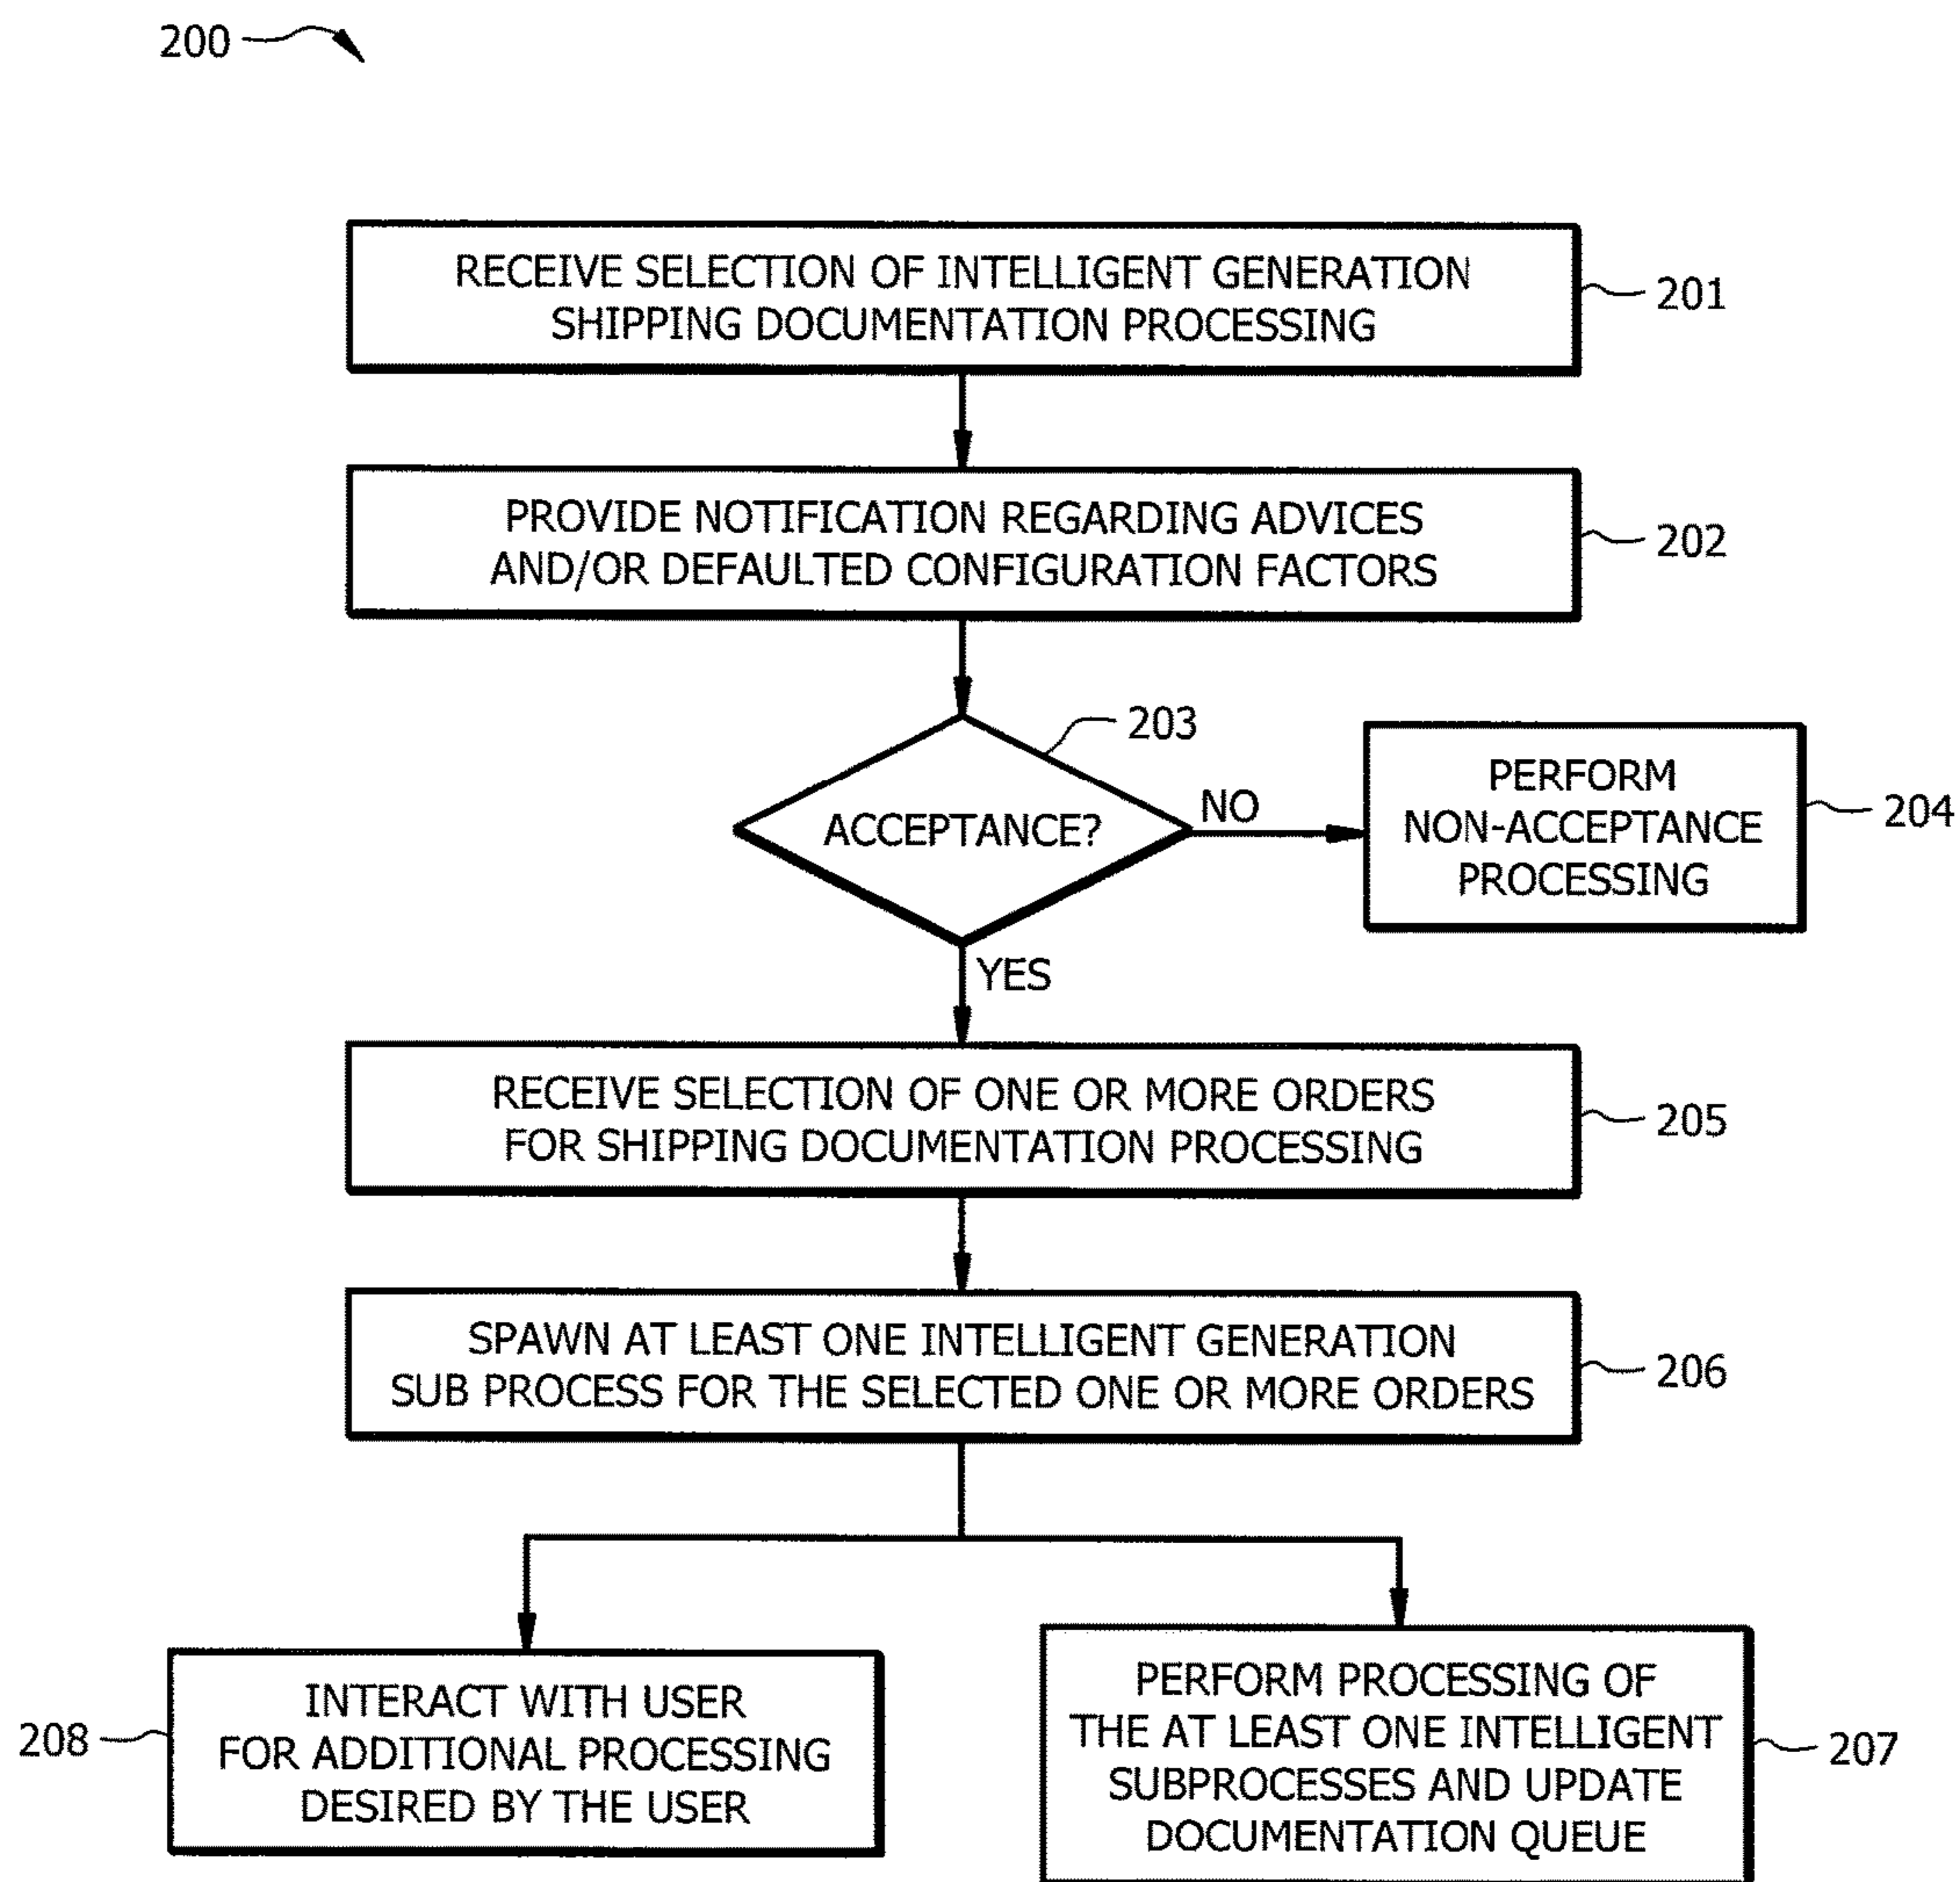 200
RECEIVE SELECTION OF INTELLIGENT GENERATION
SHIPPING DOCUMENTATION PROCESSING
201
PROVIDE NOTIFICATION REGARDING ADVICES
AND/OR DEFAULTED CONFIGURATION FACTORS
202
203
ACCEPTANCE?
NO
PERFORM
NON-ACCEPTANCE
PROCESSING
204
YES
RECEIVE SELECTION OF ONE OR MORE ORDERS
FOR SHIPPING DOCUMENTATION PROCESSING
205
SPAWN AT LEAST ONE INTELLIGENT GENERATION
SUB PROCESS FOR THE SELECTED ONE OR MORE ORDERS
206
208
INTERACT WITH USER
FOR ADDITIONAL PROCESSING
DESIRED BY THE USER
PERFORM PROCESSING OF
THE AT LEAST ONE INTELLIGENT
SUBPROCESSES AND UPDATE
DOCUMENTATION QUEUE
207